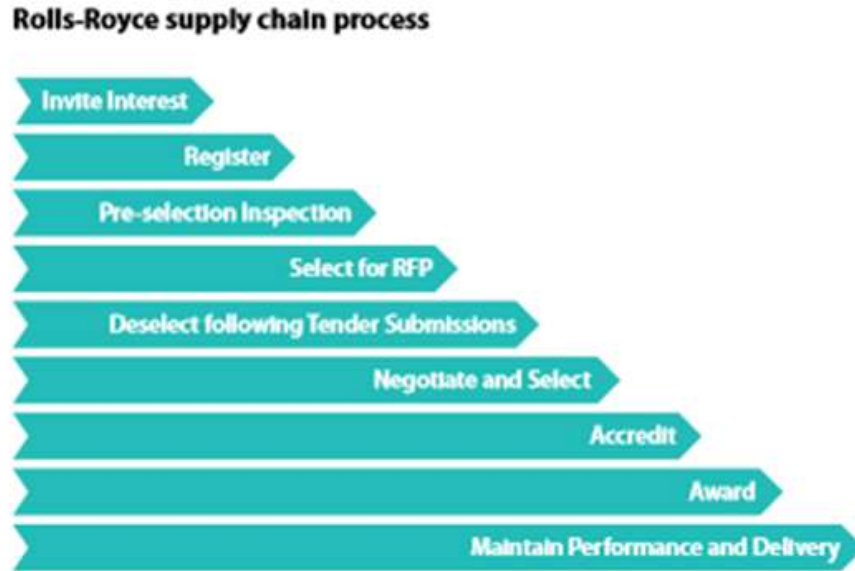 Rolls-Royce supply chain process
Invite Interest
Register
Pre-selection Inspection
Select for RFP
Deselect following Tender Submissions
Negotiate and Select
Accredit
Award
Maintain Performance and Delivery